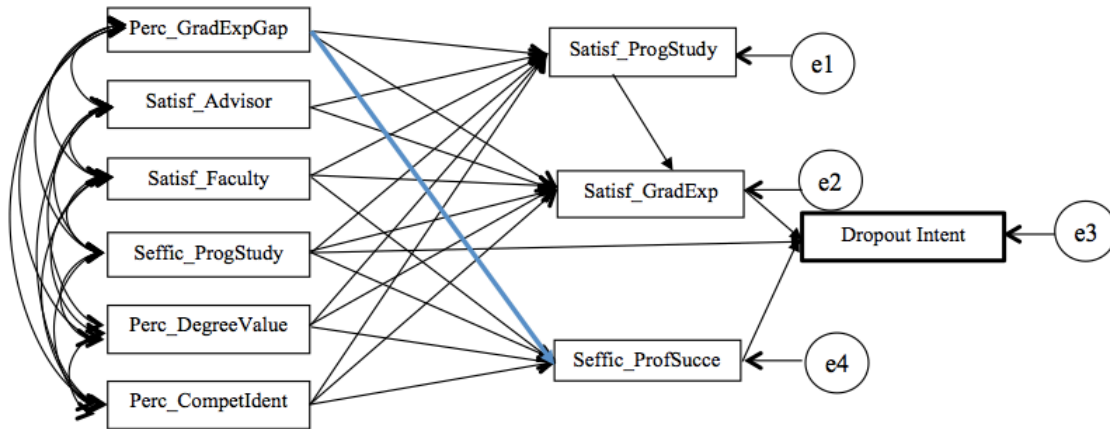 Perc_GradExpGap
Satisf_ProgStudy
e1
Satisf_Advisor
Satisf_Faculty
Satisf_GradExp
e2
Seffic_ProgStudy
Dropout Intent
e3
Perc_DegreeValue
Seffic_ProfSucce
e4
Perc_CompetIdent